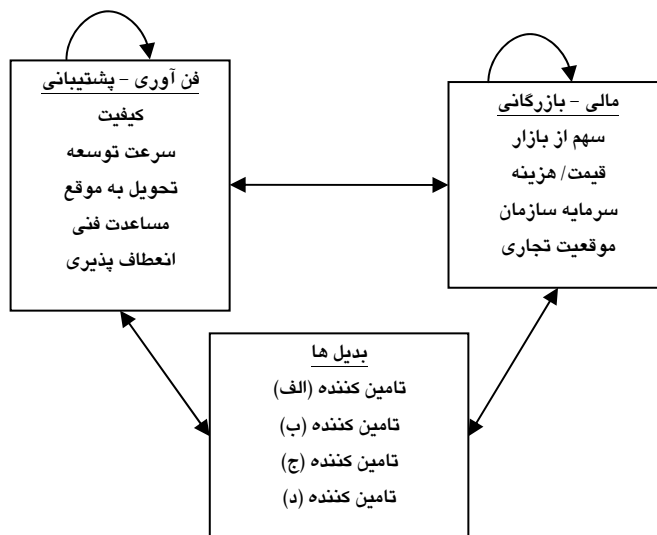 فن آوری - پشتیبانی
کیفیت
سرعت توسعه
تحویل به موقع
مساعدت فنی
انعطاف پذیری
مالی - بازرگانی
سهم از بازار
قیمت/ هزینه
سرمایه سازمان
موقعیت تجاری
بدیل ها
تامین کننده (الف)
تامین کننده (ب)
تامین کننده (ج)
تامین کننده (د)